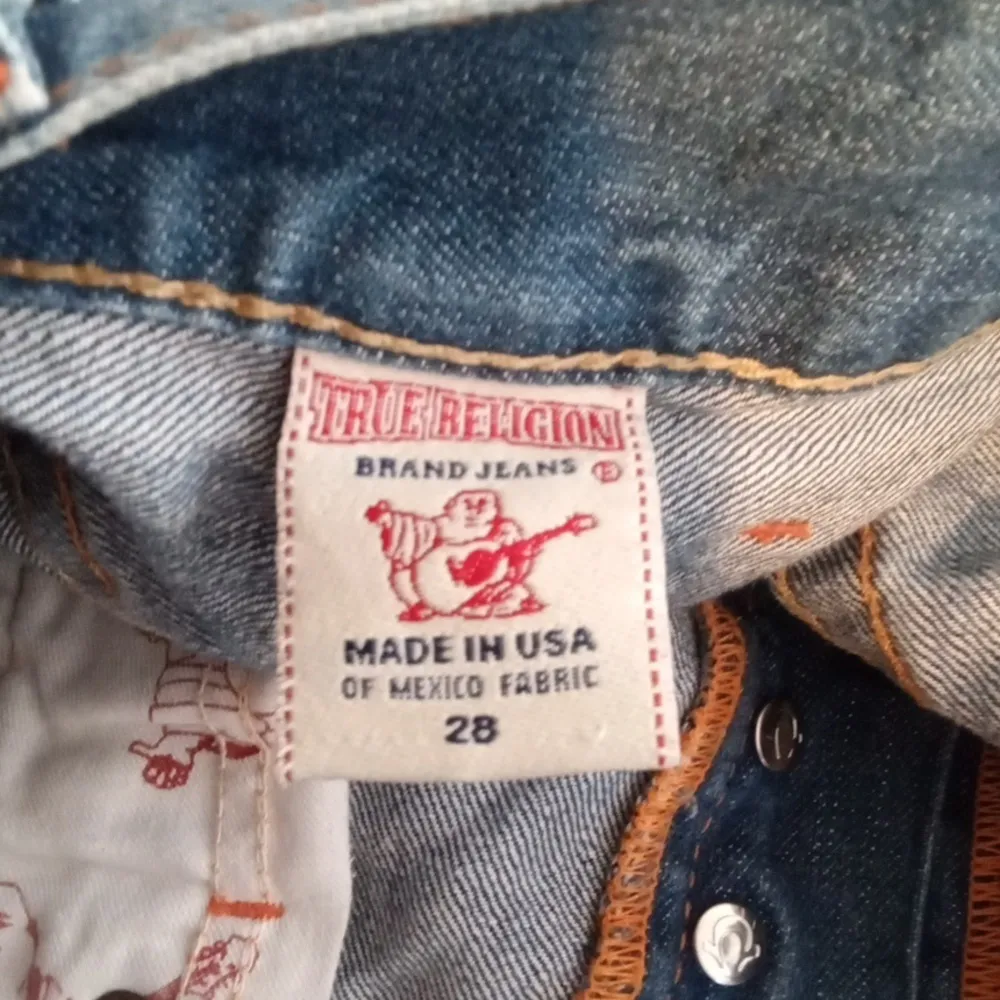 TRUE RELIGION
BRAND JEANS ®
MADE IN USA
OF MEXICO FABRIC
28